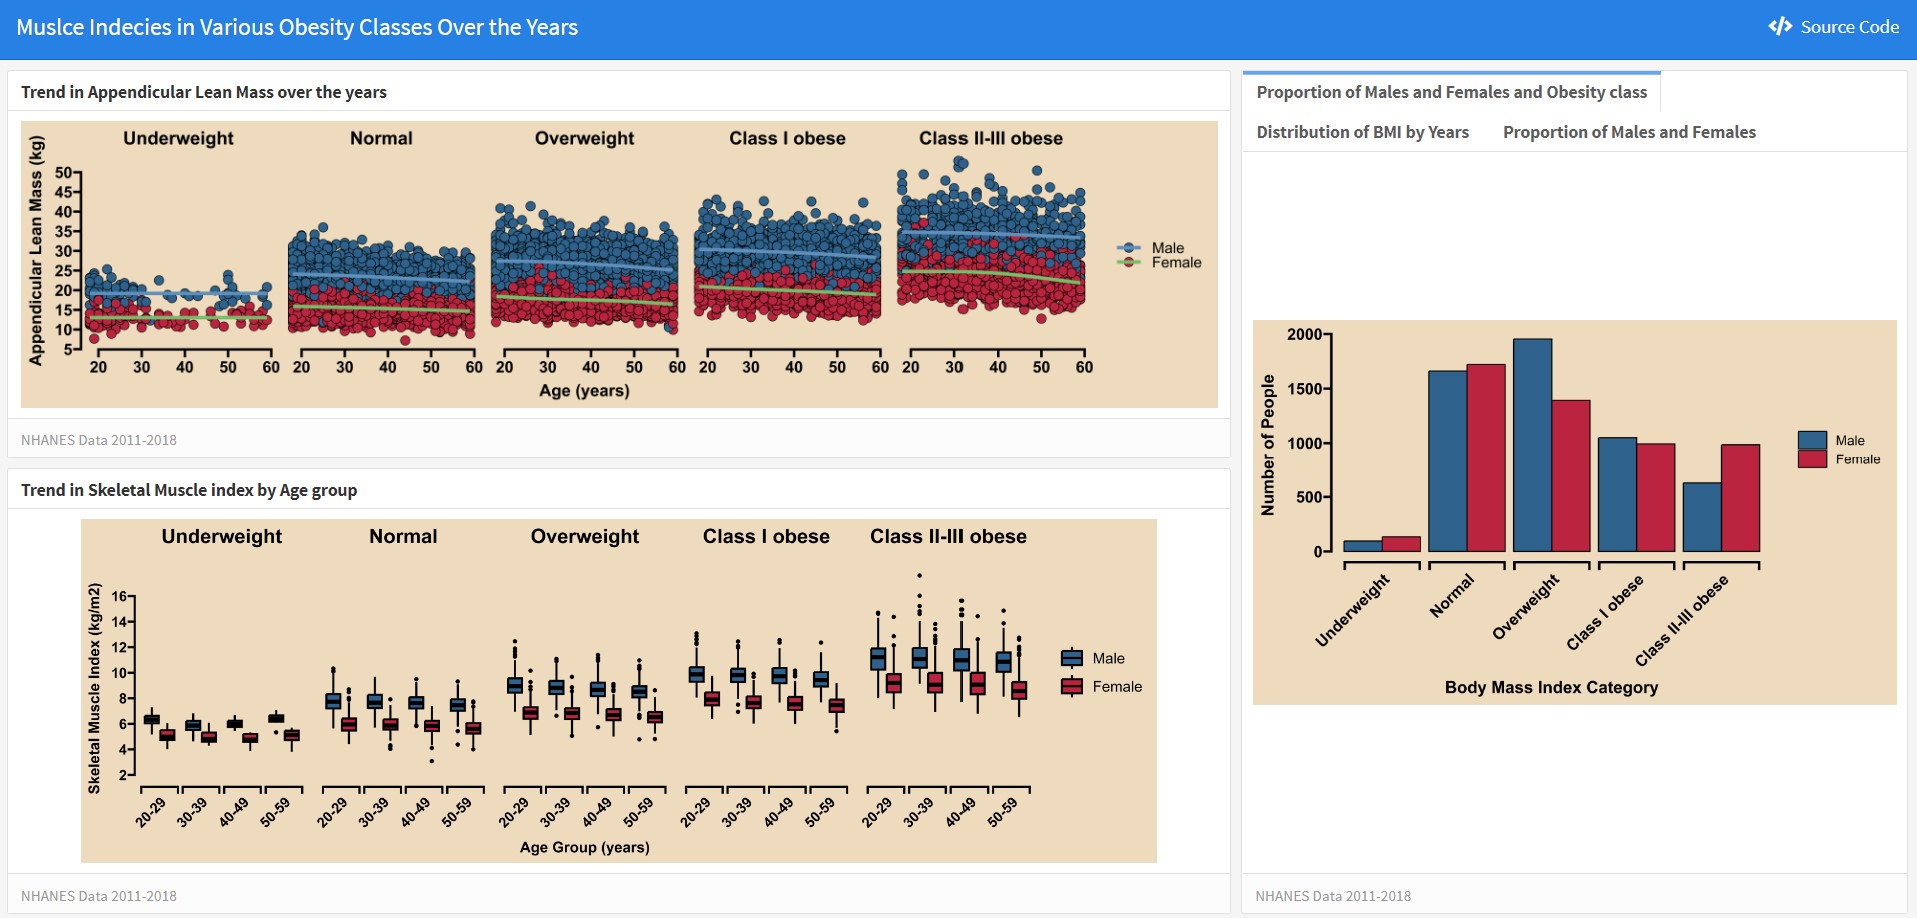 Muslce Indecies in Various Obesity Classes Over the Years
</> Source Code
Trend in Appendicular Lean Mass over the years
Underweight Normal Overweight Class I obese Class II-III obese
Appendicular Lean Mass (kg)
50
45
40
35
30
25
20
15
10
5
Male
Female
20 30 40 50 60 20 30 40 50 60 20 30 40 50 60 20 30 40 50 60 20 30 40 50 60
Age (years)
NHANES Data 2011-2018
Trend in Skeletal Muscle index by Age group
Underweight Normal Overweight Class I obese Class II-III obese
Skeletal Muscle Index (kg/m2)
16
14
12
10
8
6
4
2
Male
Female
20-29 30-39 40-49 50-59 20-29 30-39 40-49 50-59 20-29 30-39 40-49 50-59 20-29 30-39 40-49 50-59 20-29 30-39 40-49 50-59
Age Group (years)
NHANES Data 2011-2018
Proportion of Males and Females and Obesity class
Distribution of BMI by Years Proportion of Males and Females
Number of People
2000
1500
1000
500
0
Male
Female
Underweight Normal Overweight Class I obese Class II-III obese
Body Mass Index Category
NHANES Data 2011-2018